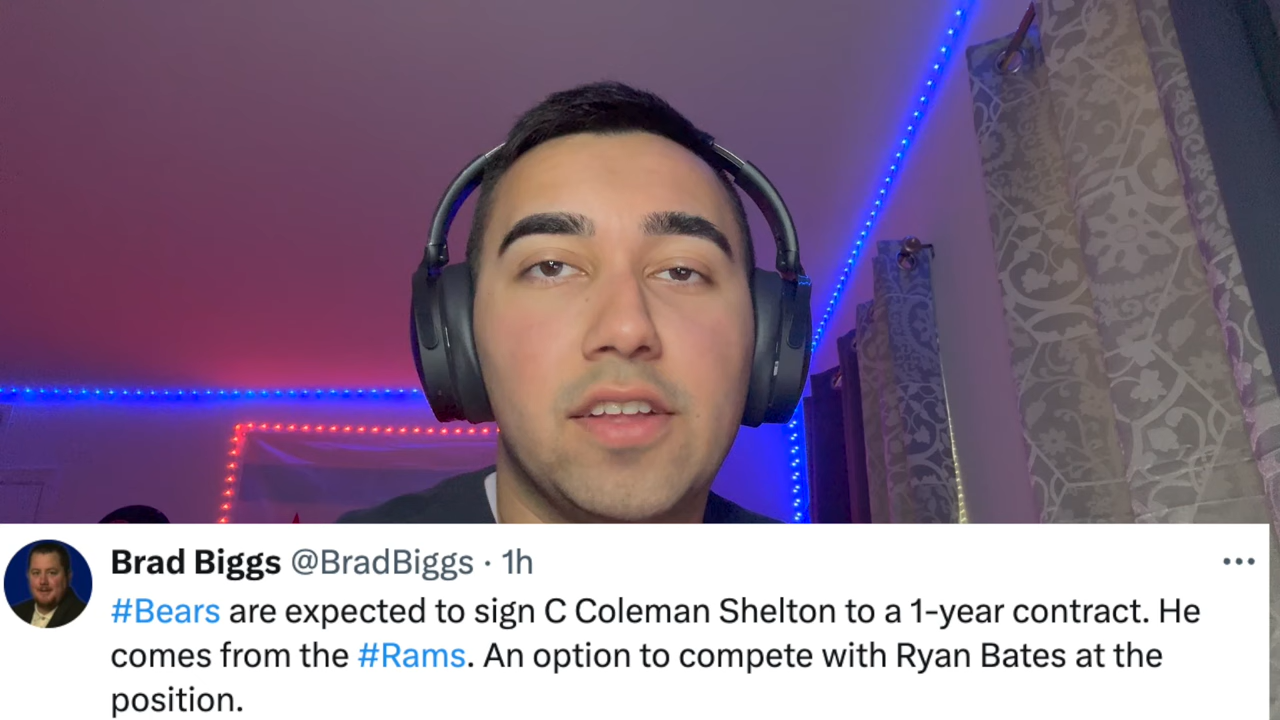 Brad Biggs @BradBiggs · 1h
#Bears are expected to sign C Coleman Shelton to a 1-year contract. He
comes from the #Rams. An option to compete with Ryan Bates at the
position.